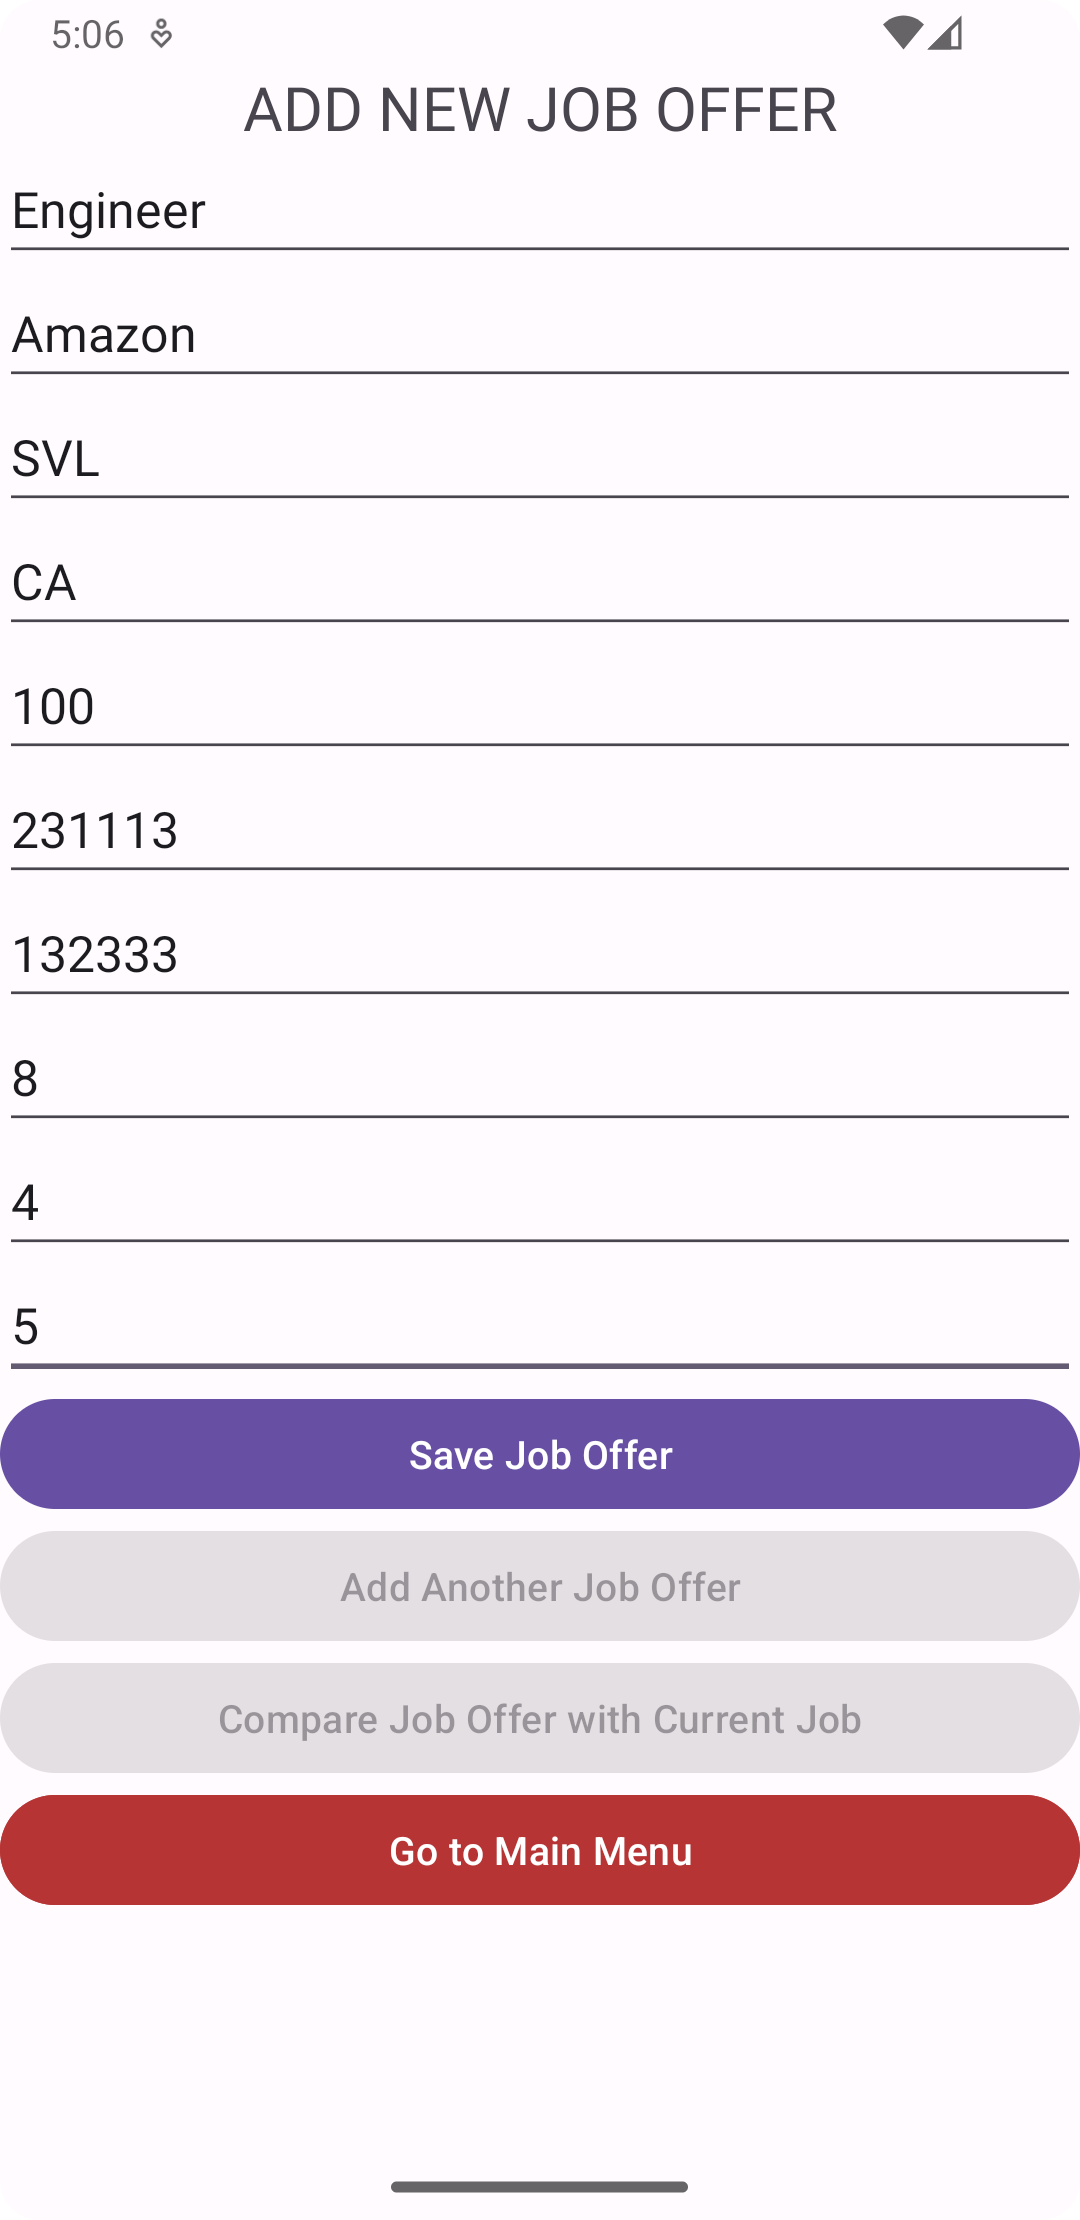 5:06
ADD NEW JOB OFFER
Engineer
Amazon
SVL
CA
100
231113
132333
8
4
5
Save Job Offer
Add Another Job Offer
Compare Job Offer with Current Job
Go to Main Menu